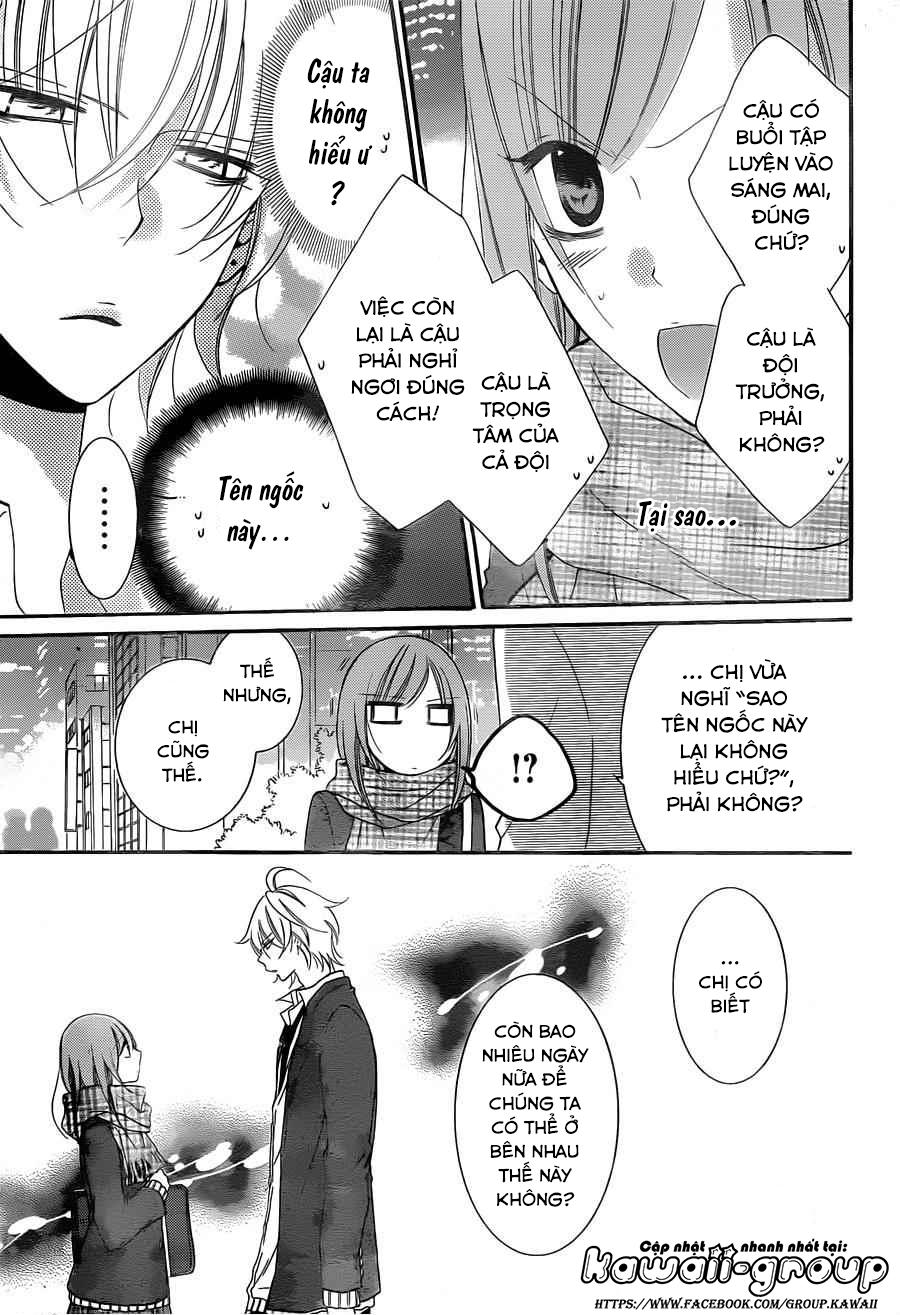 CẬU CÓ
BUỔI TẬP
LUYỆN VÀO
SÁNG MAI,
ĐÚNG
CHỨ?
CẬU LÀ
ĐỘI
TRƯỞNG,
PHẢI
KHÔNG?
Tại sao...
CẬU LÀ
TRỌNG
TÂM CỦA
CẢ ĐỘI
VIỆC CÒN
LẠI LÀ CẬU
PHẢI NGHỈ
NGƠI ĐÚNG
CÁCH!
Cậu ta
không
hiểu ư
?
Tên ngốc
này...
......
... CHỊ VỪA
NGHĨ “SAO
TÊN NGỐC NÀY
LẠI KHÔNG
HIỂU CHỨ?”,
PHẢI KHÔNG?
!?
THẾ
NHƯNG,
CHỊ
CŨNG
THẾ.
...
CHỊ CÓ
BIẾT
CÒN BAO
NHIÊU NGÀY
NỮA ĐỂ
CHÚNG TA
CÓ THỂ Ở
BÊN NHAU
THẾ NÀY
KHÔNG?
Cập nhật nhanh nhất tại:
Kawaii-group
HTTPS://WWW.FACEBOOK.COM/GROUP.KAWAII